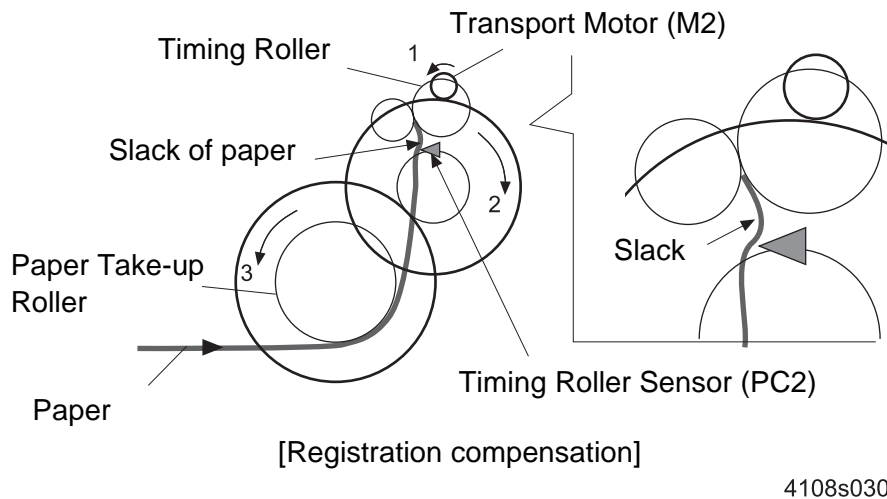 Transport Motor (M2)
Timing Roller
1
Slack of paper
2
Paper Take-up
Roller
3
Slack
Timing Roller Sensor (PC2)
Paper
[Registration compensation]
4108s030